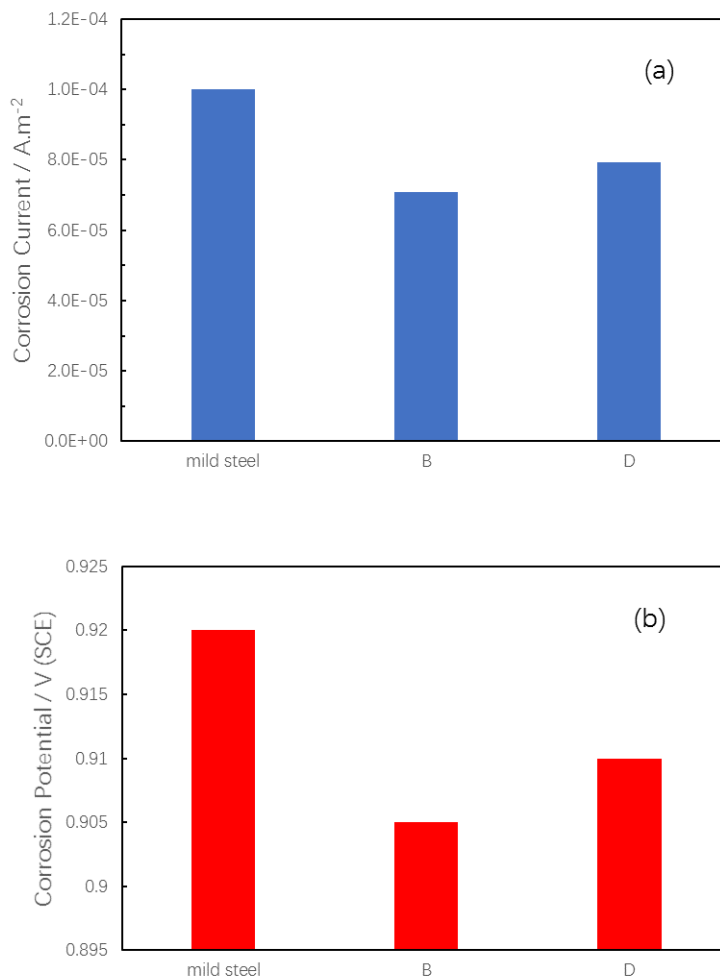 (a)
Corrosion Current / A.m⁻²
1.2E-04
1.0E-04
8.0E-05
6.0E-05
4.0E-05
2.0E-05
0.0E+00
mild steel B D
(b)
Corrosion Potential / V (SCE)
0.925
0.92
0.915
0.91
0.905
0.9
0.895
mild steel B D